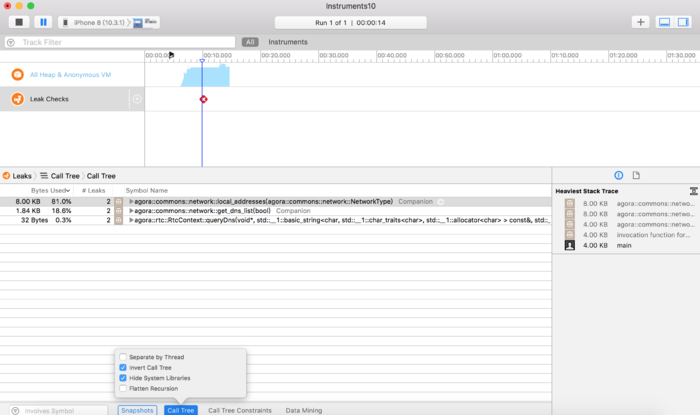 Instruments10
iPhone 6 (10.3.1)
Run 1 of 1 | 00:00:14
Track Filter
All
Instruments
00:00.000
00:10.000
00:20.000
00:30.000
00:40.000
00:50.000
01:00.000
01:10.000
01:20.000
01:30.000
All Heap & Anonymous VM
Leak Checks
Leaks
Call Tree
Call Tree
Bytes Used
# Leaks
Symbol Name
8.00 KB 81.0% 2 agora::commons::network::local_addresses(agora::commons::network::NetworkType) Companion
1.84 KB 18.6% 2 agora::commons::network::get_dns_list(bool) Companion
32 Bytes 0.3% 2 agora::rtc::RtcContext::queryDns(void*, std::__1::basic_string<char, std::__1::char_traits<char>, std::__1::allocator<char> > const&, std:_
Heaviest Stack Trace
8.00 KB agora::commons::netwo...
8.00 KB agora::commons::netwo...
4.00 KB agora::commons::netwo...
4.00 KB invocation function for...
4.00 KB main
Separate by Thread
Invert Call Tree
Hide System Libraries
Flatten Recursion
Involves Symbol
Snapshots
Call Tree
Call Tree Constraints
Data Mining